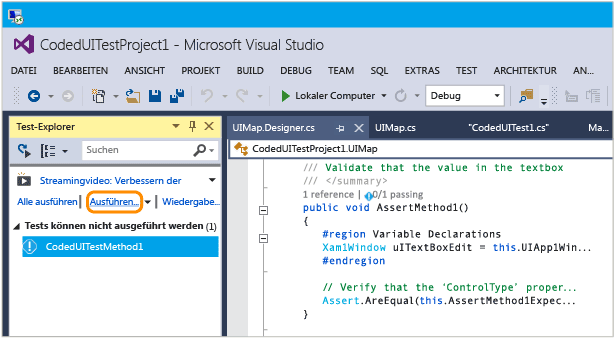 CodedUITestProject1 - Microsoft Visual Studio
DATEI BEARBEITEN ANSICHT PROJEKT BUILD DEBUG TEAM SQL EXTRAS TEST ARCHITEKTUR AN...
Lokaler Computer Debug
Test-Explorer
Suchen
Streamingvideo: Verbessern der
Alle ausführen | Ausführen... Wiedergabe...
Tests können nicht ausgeführt werden (1)
CodedUITestMethod1
UIMap.Designer.cs UIMap.cs "CodedUITest1.cs" Ma...
CodedUITestProject1.UIMap
/// Validate that the value in the textbox
/// </summary>
1 reference | 0/1 passing
public void AssertMethod1()
{
#region Variable Declarations
Xam1Window uITextBoxEdit = this.UIApp1Win...
#endregion
// Verify that the 'ControlType' proper...
Assert.AreEqual(this.AssertMethod1Expec...
}